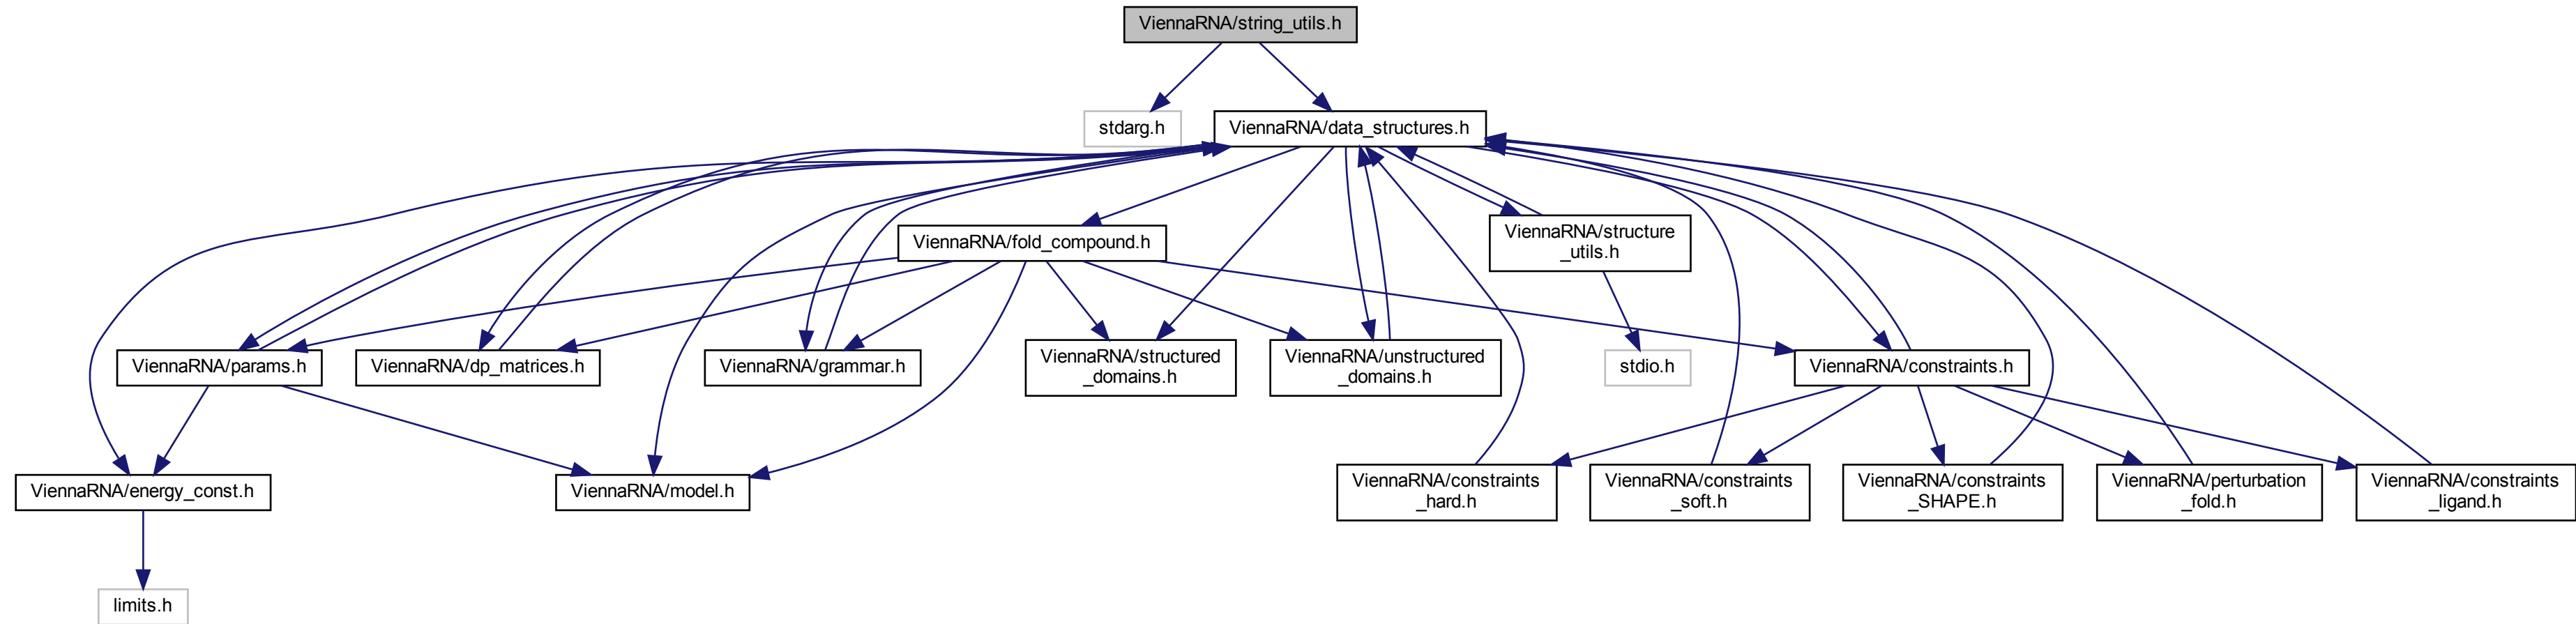 ViennaRNA/string_utils.h
stdarg.h
ViennaRNA/data_structures.h
ViennaRNA/fold_compound.h
ViennaRNA/structure
_utils.h
ViennaRNA/params.h
ViennaRNA/dp_matrices.h
ViennaRNA/grammar.h
ViennaRNA/structured
_domains.h
ViennaRNA/unstructured
_domains.h
stdio.h
ViennaRNA/constraints.h
ViennaRNA/energy_const.h
ViennaRNA/model.h
ViennaRNA/constraints
_hard.h
ViennaRNA/constraints
_soft.h
ViennaRNA/constraints
_SHAPE.h
ViennaRNA/perturbation
_fold.h
ViennaRNA/constraints
_ligand.h
limits.h